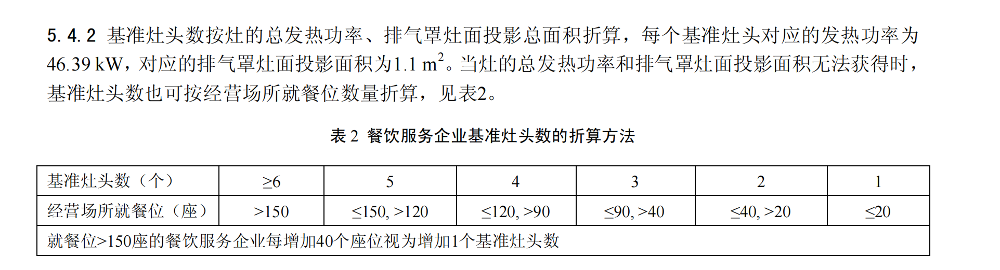 5.4.2 基准灶头数按灶的总发热功率、排气罩灶面投影总面积折算，每个基准灶头对应的发热功率为
46.39 kW，对应的排气罩灶面投影面积为1.1 m²。当灶的总发热功率和排气罩灶面投影面积无法获得时，
基准灶头数也可按经营场所就餐位数量折算，见表2。
表 2 餐饮服务企业基准灶头数的折算方法
基准灶头数（个） ≥6 5 4 3 2 1
经营场所就餐位（座） >150 ≤150, >120 ≤120, >90 ≤90, >40 ≤40, >20 ≤20
就餐位>150座的餐饮服务企业每增加40个座位视为增加1个基准灶头数